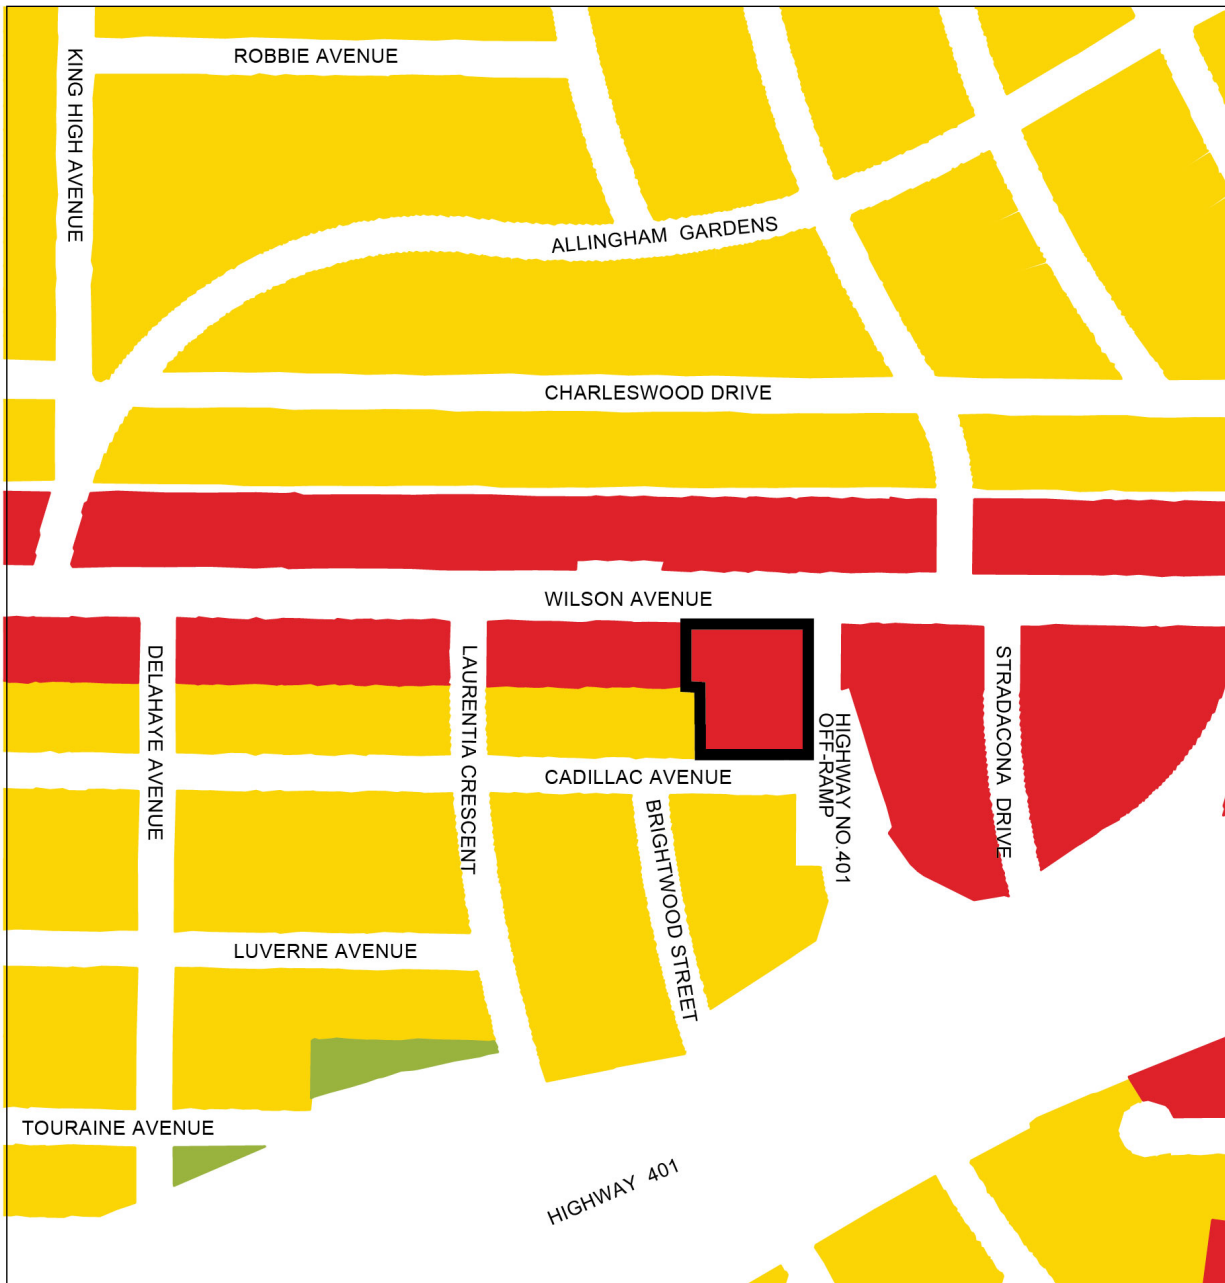 ROBBIE AVENUE
KING HIGH AVENUE
ALLINGHAM GARDENS
CHARLESWOOD DRIVE
WILSON AVENUE
DELAHAYE AVENUE
LAURENTIA CRESCENT
STRADACONA DRIVE
HIGHWAY NO.401
OFF-RAMP
CADILLAC AVENUE
BRIGHTWOOD STREET
LUVERNE AVENUE
TOURAINE AVENUE
HIGHWAY 401